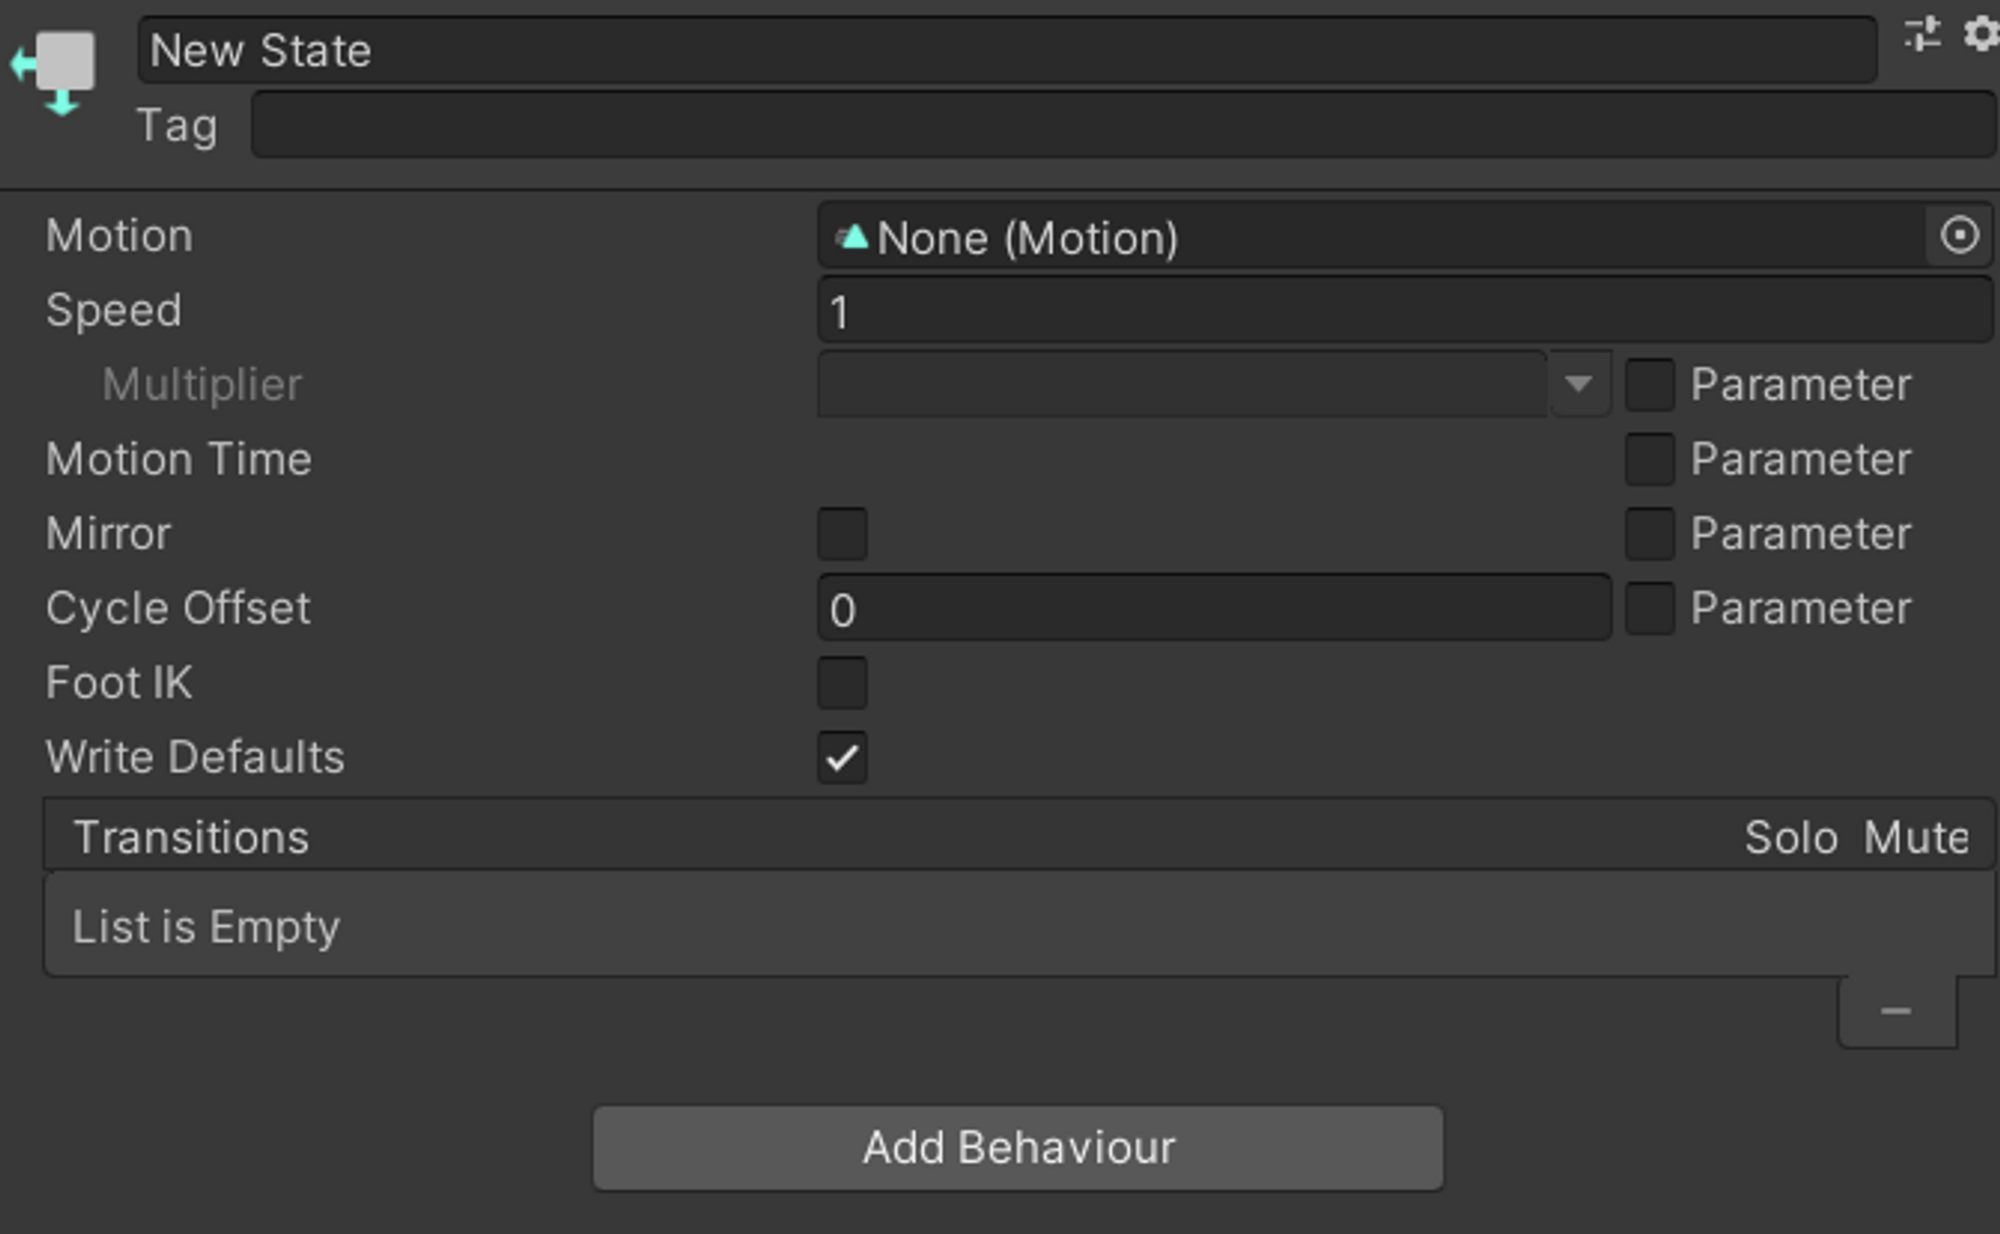 New State
Tag
Motion None (Motion)
Speed 1
Multiplier Parameter
Motion Time Parameter
Mirror Parameter
Cycle Offset 0 Parameter
Foot IK
Write Defaults
Transitions Solo Mute
List is Empty
Add Behaviour